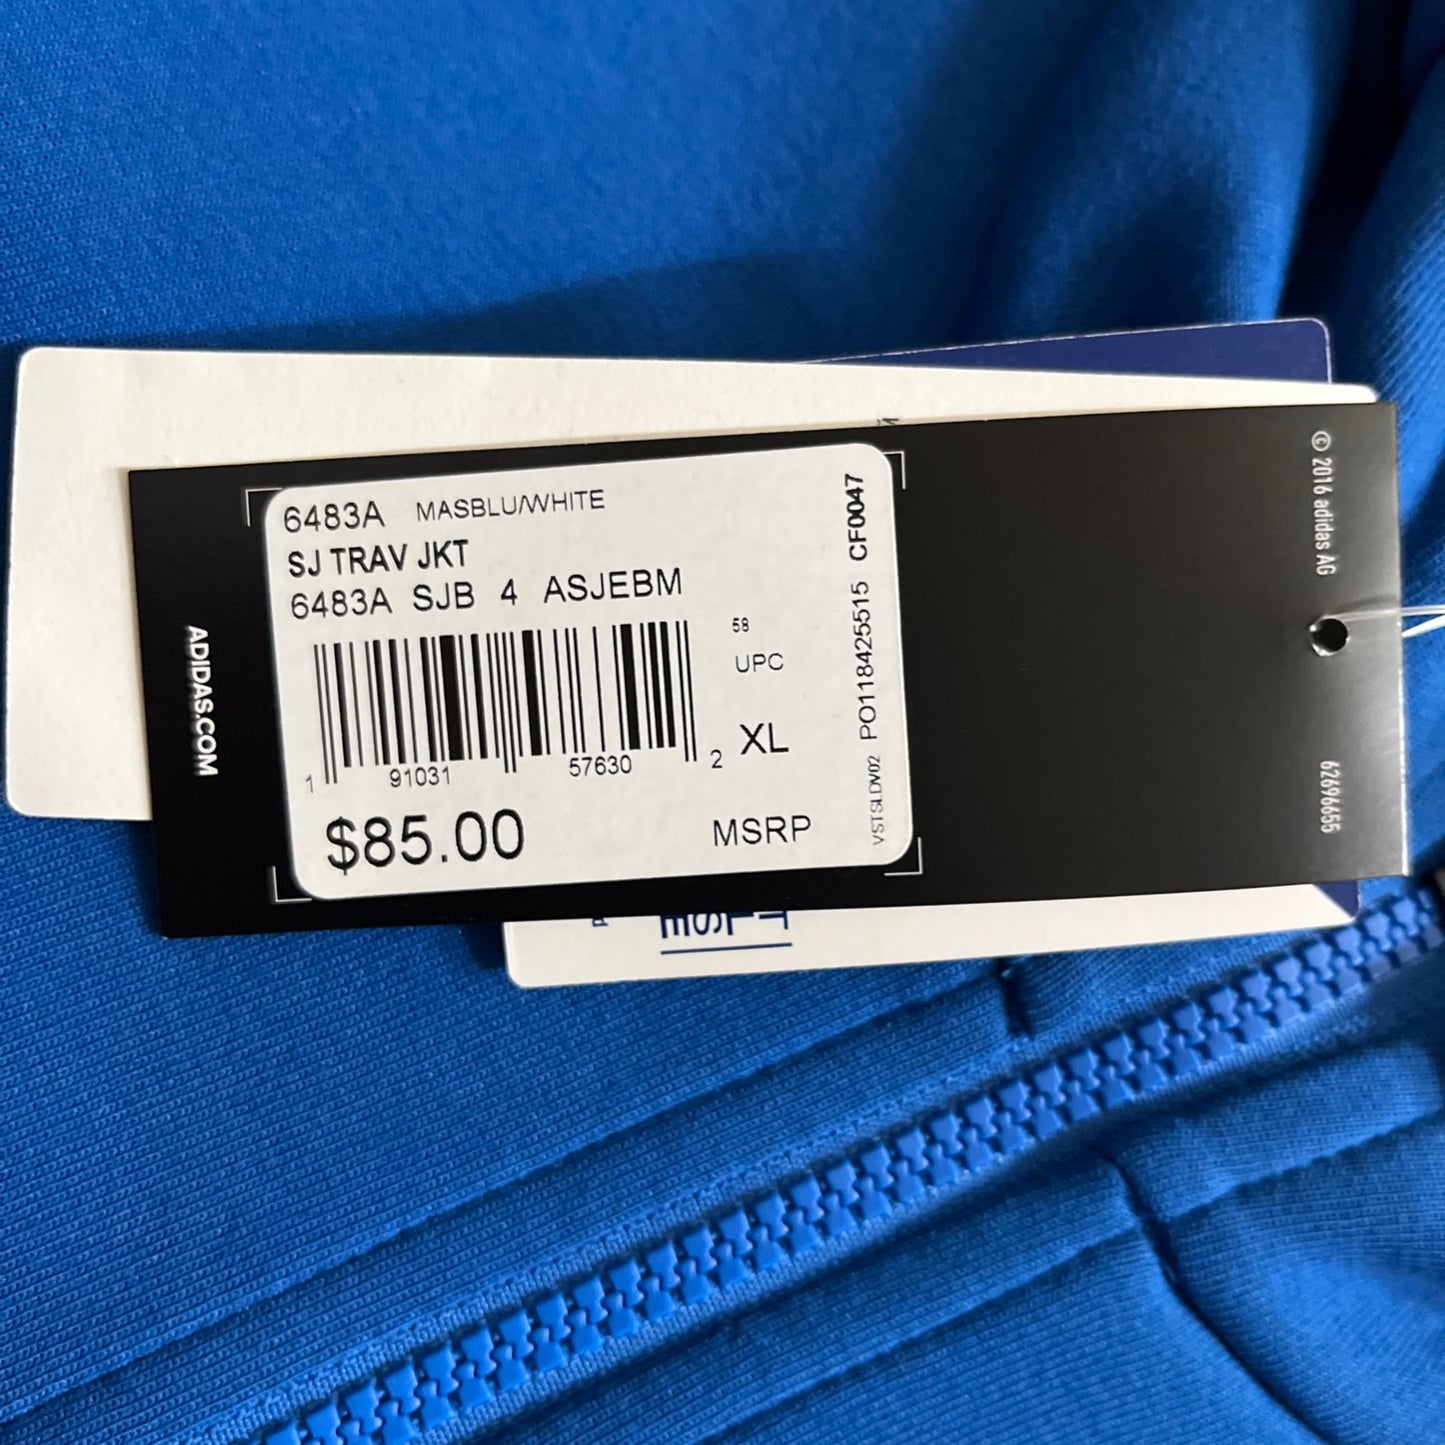 6483A MASBLU/WHITE
SJ TRAV JKT
6483A SJB 4 ASJEBM
58
UPC
XL
1 91031 57630 2
$85.00 MSRP
VSTSLDV02 PO118425515 CF0047
ADIDAS.COM
© 2016 adidas AG
62696655